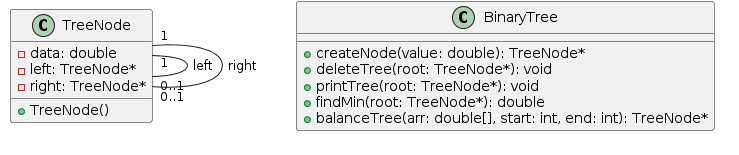 C TreeNode
data: double
left: TreeNode*
right: TreeNode*
TreeNode()
1
1
left
right
0..1
0..1
C BinaryTree
createNode(value: double): TreeNode*
deleteTree(root: TreeNode*): void
printTree(root: TreeNode*): void
findMin(root: TreeNode*): double
balanceTree(arr: double[], start: int, end: int): TreeNode*